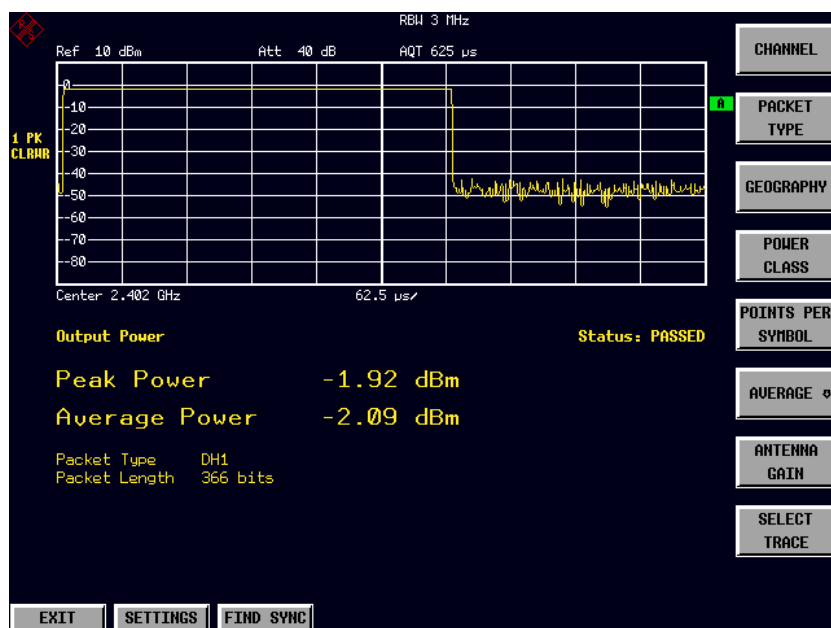 RBW 3 MHz
Ref 10 dBm Att 40 dB AQT 625 µs
0
-10
-20
-30
-40
-50
-60
-70
-80
1 PK
CLRWR
A
Center 2.402 GHz 62.5 µs/
Output Power Status: PASSED
Peak Power -1.92 dBm
Average Power -2.09 dBm
Packet Type DH1
Packet Length 366 bits
CHANNEL
PACKET
TYPE
GEOGRAPHY
POWER
CLASS
POINTS PER
SYMBOL
AVERAGE
ANTENNA
GAIN
SELECT
TRACE
EXIT SETTINGS FIND SYNC